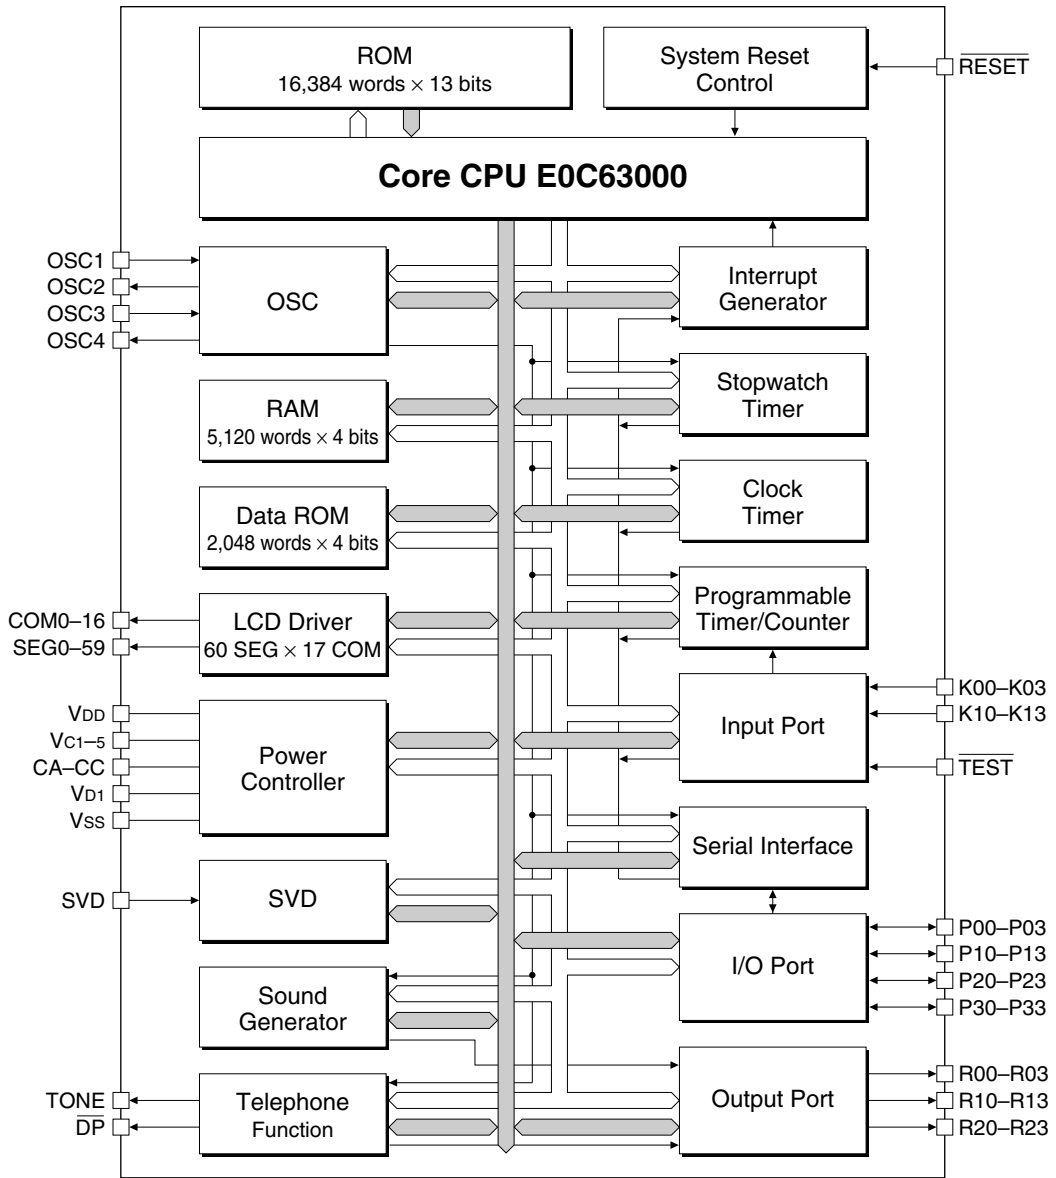 ROM
16,384 words × 13 bits
System Reset
Control
RESET
Core CPU E0C63000
OSC1
OSC2
OSC3
OSC4
OSC
Interrupt
Generator
RAM
5,120 words × 4 bits
Stopwatch
Timer
Data ROM
2,048 words × 4 bits
Clock
Timer
COM0–16
SEG0–59
LCD Driver
60 SEG × 17 COM
Programmable
Timer/Counter
VDD
VC1–5
CA–CC
VD1
VSS
Power
Controller
Input Port
K00–K03
K10–K13
TEST
Serial Interface
SVD
SVD
I/O Port
P00–P03
P10–P13
P20–P23
P30–P33
Sound
Generator
TONE
DP
Telephone
Function
Output Port
R00–R03
R10–R13
R20–R23